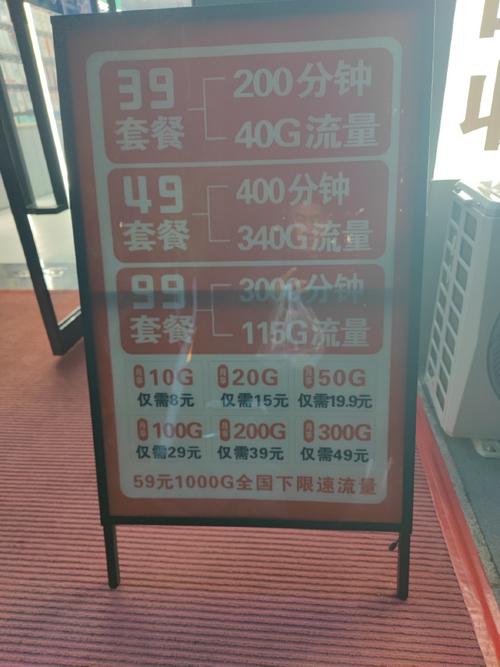 39
套餐
200分钟
40G流量
49
套餐
400分钟
340G流量
99
套餐
3000分钟
115G流量
10G
仅需8元
20G
仅需15元
50G
仅需19.9元
100G
仅需29元
200G
仅需39元
300G
仅需49元
59元1000G全国下限速流量